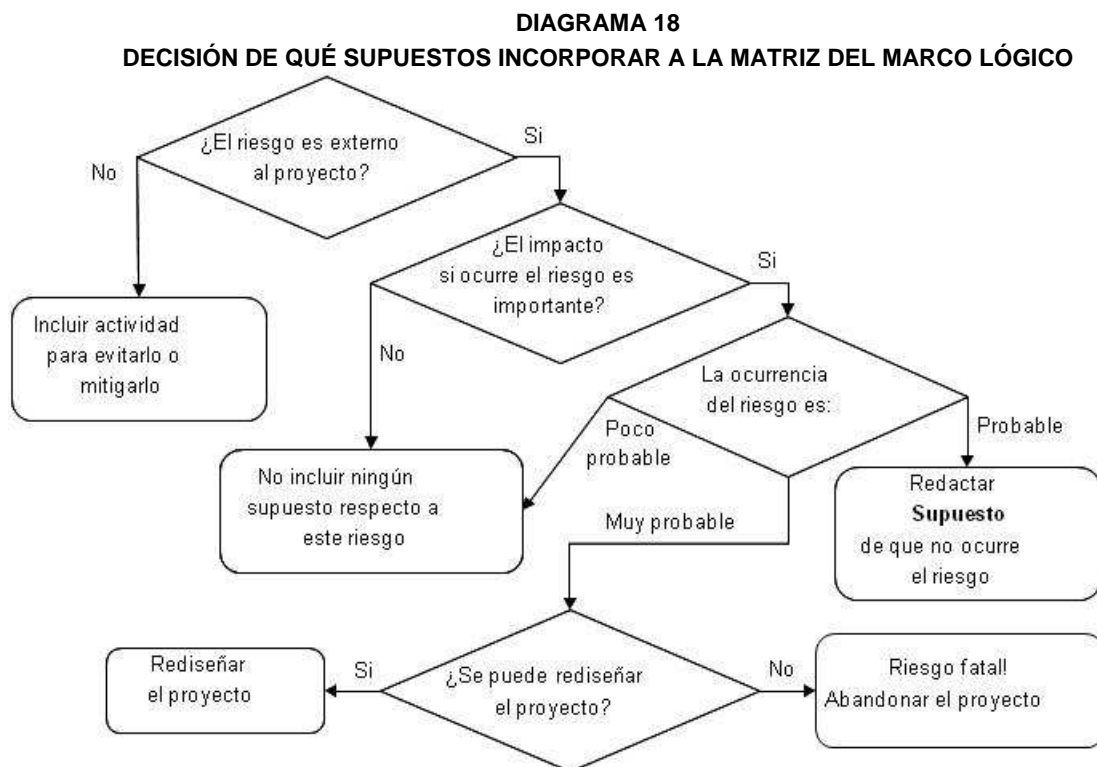 DIAGRAMA 18
DECISIÓN DE QUÉ SUPUESTOS INCORPORAR A LA MATRIZ DEL MARCO LÓGICO
¿El riesgo es externo
al proyecto?
Si
No
¿El impacto
si ocurre el riesgo es
importante?
Si
No
Incluir actividad
para evitarlo o
mitigarlo
La ocurrencia
del riesgo es:
Poco
probable
Probable
Muy probable
No incluir ningún
supuesto respecto a
este riesgo
Redactar
Supuesto
de que no ocurre
el riesgo
¿Se puede rediseñar
el proyecto?
Si
No
Rediseñar
el proyecto
Riesgo fatal!
Abandonar el proyecto